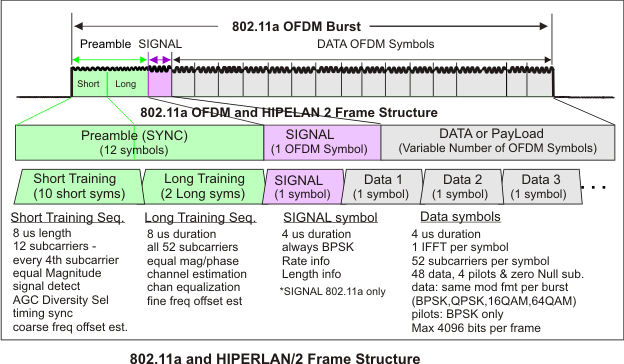 802.11a OFDM Burst
Preamble
SIGNAL
DATA OFDM Symbols
Short
Long
802.11a OFDM and HIPELAN 2 Frame Structure
Preamble (SYNC)
(12 symbols)
SIGNAL
(1 OFDM Symbol)
DATA or PayLoad
(Variable Number of OFDM Symbols)
Short Training
(10 short syms)
Long Training
(2 Long syms)
SIGNAL
(1 symbol)
Data 1
(1 symbol)
Data 2
(1 symbol)
Data 3
(1 symbol)
. . .
Short Training Seq.
8 us length
12 subcarriers -
every 4th subcarrier
equal Magnitude
signal detect
AGC Diversity Sel
timing sync
coarse freq offset est.
Long Training Seq.
8 us duration
all 52 subcarriers
equal mag/phase
channel estimation
chan equalization
fine freq offset est
SIGNAL symbol
4 us duration
always BPSK
Rate info
Length info
*SIGNAL 802.11a only
Data symbols
4 us duration
1 IFFT per symbol
52 subcarriers per symbol
48 data, 4 pilots & zero Null sub.
data: same mod fmt per burst
(BPSK,QPSK,16QAM,64QAM)
pilots: BPSK only
Max 4096 bits per frame
802.11a and HIPERLAN/2 Frame Structure